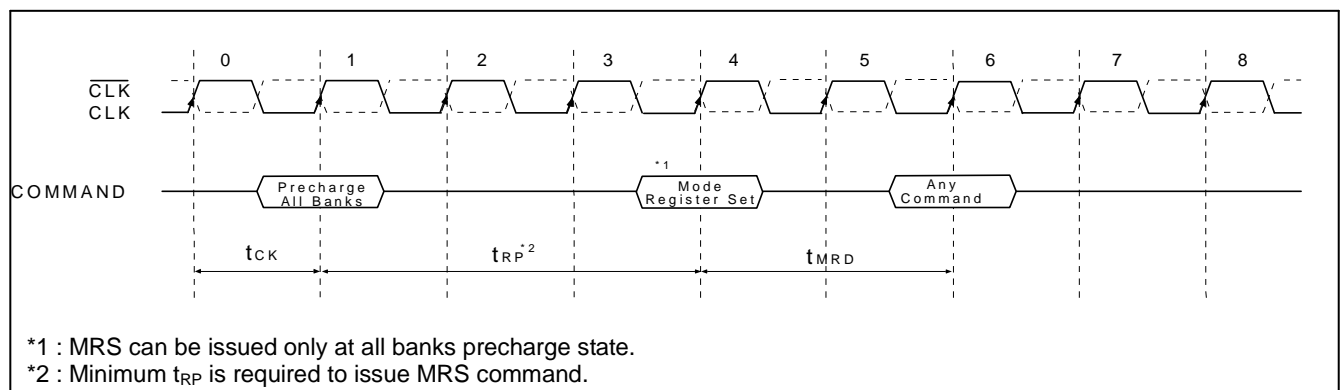 0 1 2 3 4 5 6 7 8
CLK
CLK
COMMAND
Precharge
All Banks
*1
Mode
Register Set
Any
Command
tCK
tRP*2
tMRD
*1 : MRS can be issued only at all banks precharge state.
*2 : Minimum tRP is required to issue MRS command.